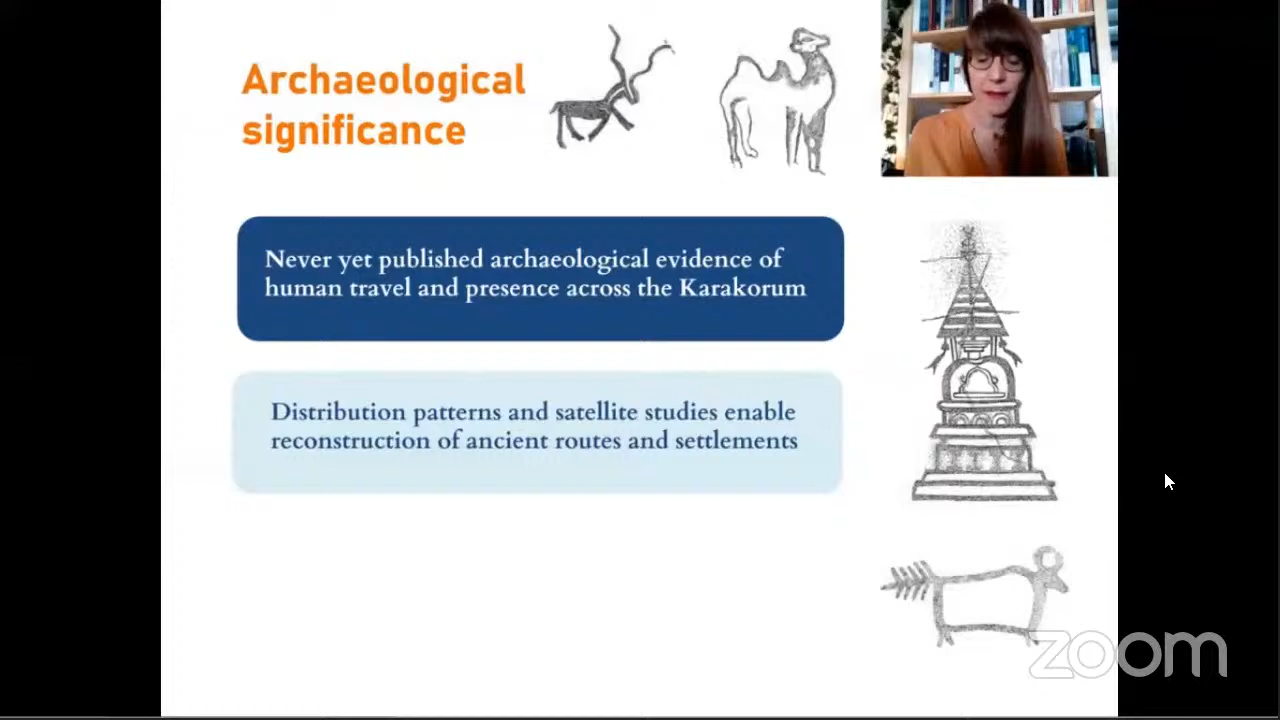 Archaeological
significance
Never yet published archaeological evidence of
human travel and presence across the Karakorum
Distribution patterns and satellite studies enable
reconstruction of ancient routes and settlements
zoom